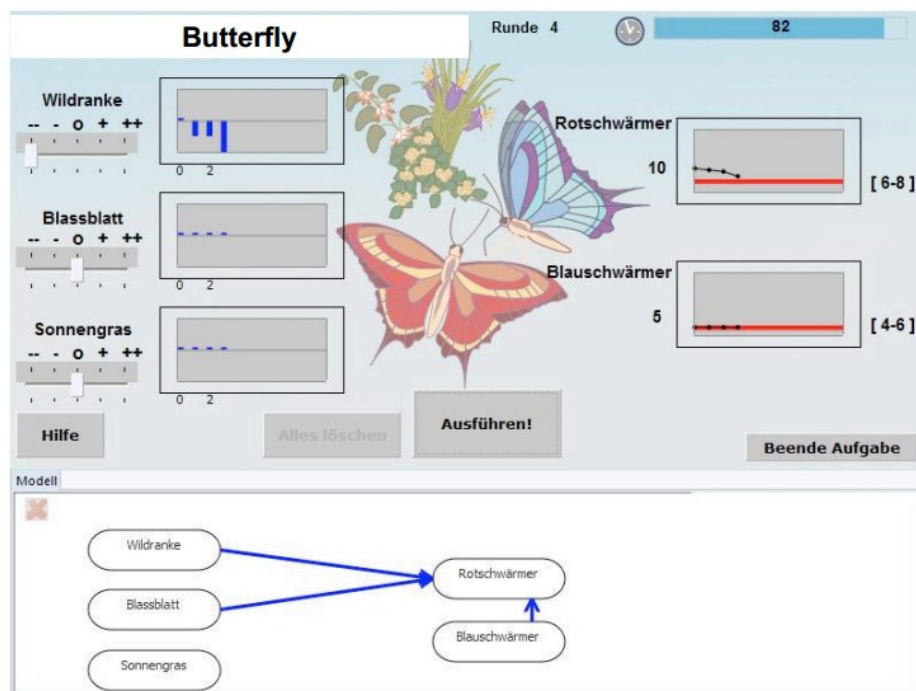 Butterfly
Runde 4
82
Wildranke
-- - o + ++
0 2
Blassblatt
-- - o + ++
0 2
Sonnengras
-- - o + ++
0 2
Rotschwärmer
10
[ 6-8 ]
Blauschwärmer
5
[ 4-6 ]
Hilfe
Alles löschen
Ausführen!
Beende Aufgabe
Modell
Wildranke
Rotschwärmer
Blassblatt
Blauschwärmer
Sonnengras